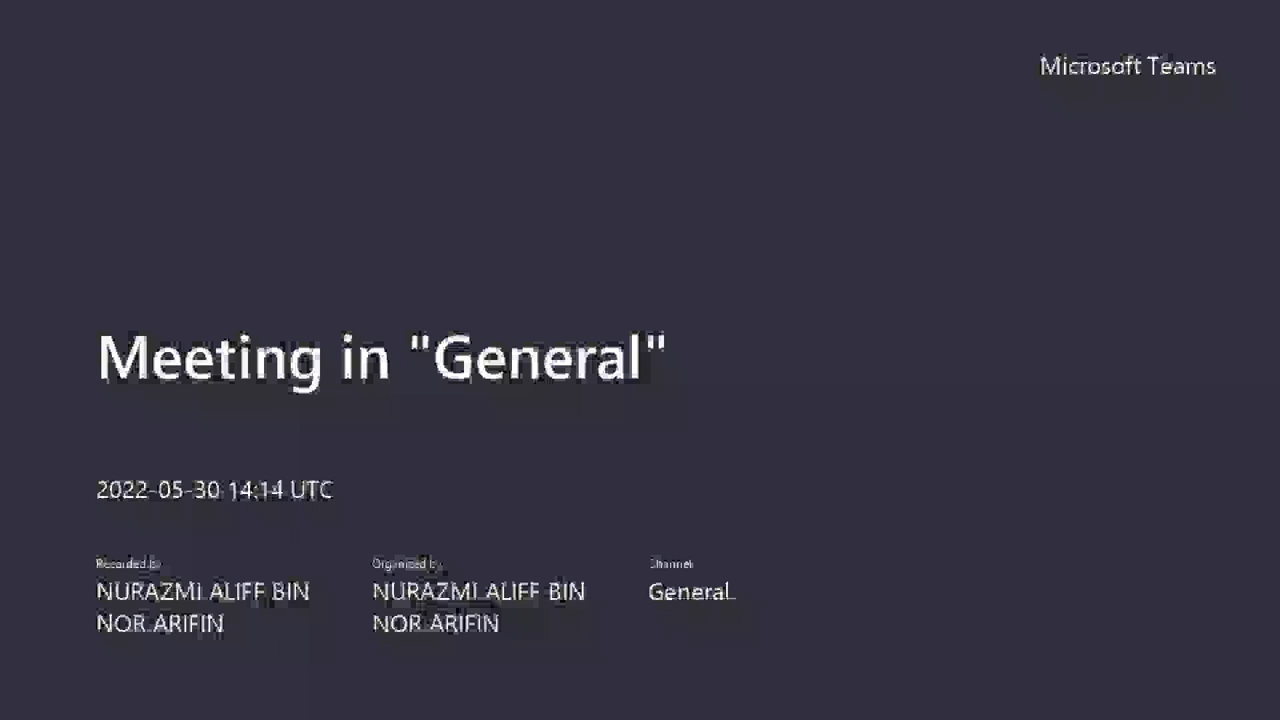 Microsoft Teams
Meeting in "General"
2022-05-30 14:14 UTC
Recorded by
Organized by
Channel
NURAZMI ALIFF BIN
NOR ARIFIN
NURAZMI ALIFF BIN
NOR ARIFIN
General